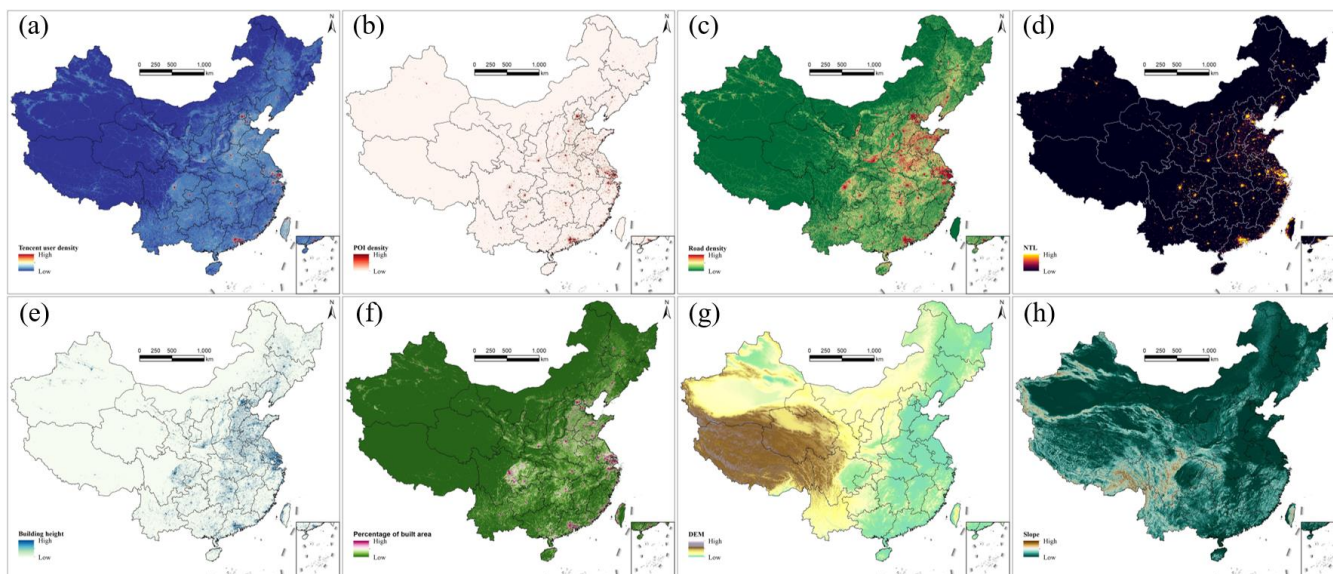 (a)
N
0 250 500 1,000
km
Tencent user density
High
Low
(b)
N
0 250 500 1,000
km
POI density
High
Low
(c)
N
0 250 500 1,000
km
Road density
High
Low
(d)
N
0 250 500 1,000
km
NTL
High
Low
(e)
N
0 250 500 1,000
km
Building height
High
Low
(f)
N
0 250 500 1,000
km
Percentage of built area
High
Low
(g)
N
0 250 500 1,000
km
DEM
High
Low
(h)
N
0 250 500 1,000
km
Slope
High
Low